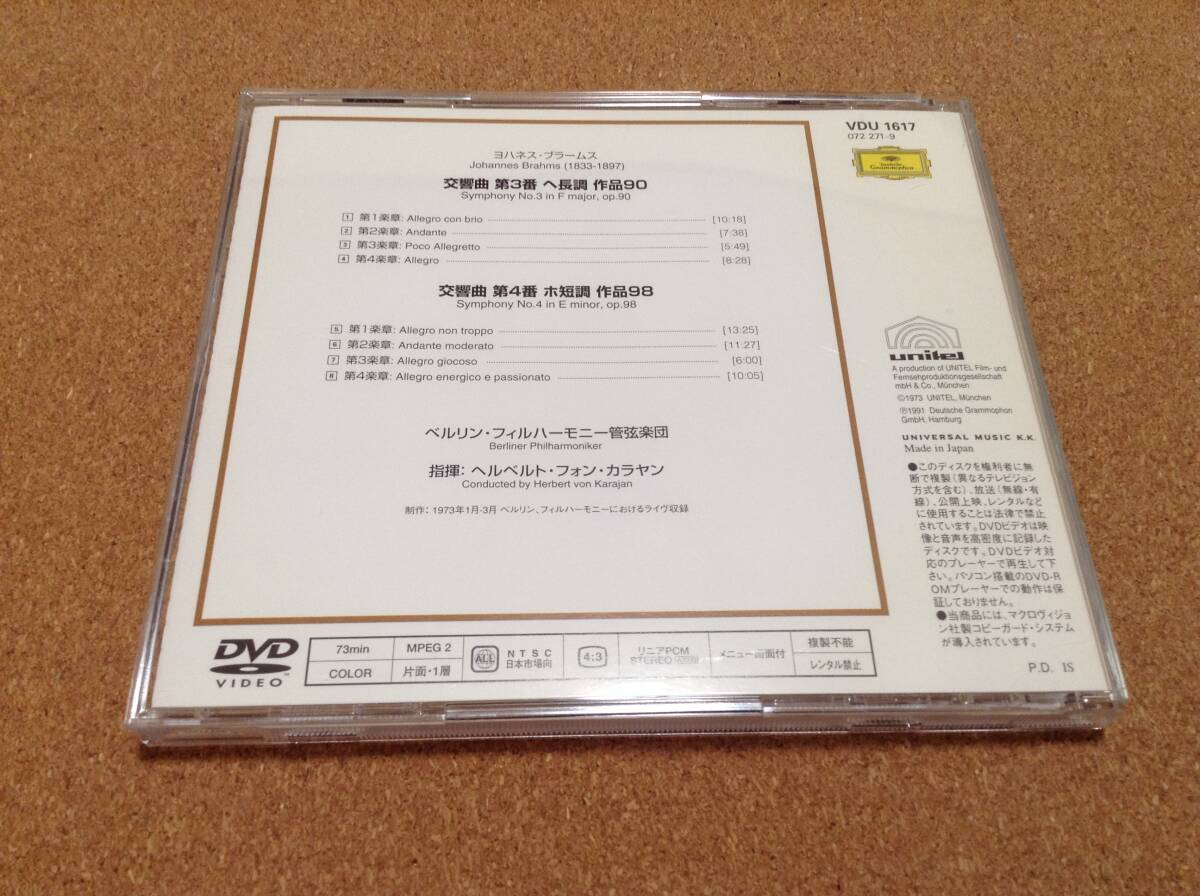 ヨハネス・ブラームス
Johannes Brahms (1833-1897)
交響曲 第3番 ヘ長調 作品90
Symphony No.3 in F major, op.90
1 第1楽章: Allegro con brio [10:18]
2 第2楽章: Andante [7:38]
3 第3楽章: Poco Allegretto [5:49]
4 第4楽章: Allegro [8:28]
交響曲 第4番 ホ短調 作品98
Symphony No.4 in E minor, op.98
5 第1楽章: Allegro non troppo [13:25]
6 第2楽章: Andante moderato [11:27]
7 第3楽章: Allegro giocoso [6:00]
8 第4楽章: Allegro energico e passionato [10:05]
ベルリン・フィルハーモニー管弦楽団
Berliner Philharmoniker
指揮: ヘルベルト・フォン・カラヤン
Conducted by Herbert von Karajan
制作: 1973年1月-3月 ベルリン、フィルハーモニーにおけるライヴ収録
VDU 1617
072 271-9
Deutsche
Grammophon
unitel
A production of UNITEL Film- und
Fernsehproduktionsgesellschaft
mbH & Co., München
©1973 UNITEL, München
℗1991 Deutsche Grammophon
GmbH, Hamburg
UNIVERSAL MUSIC K.K.
Made in Japan
●このディスクを権利者に無
断で複製(異なるテレビジョン
方式を含む)、放送(無線・有
線)、公開上映、レンタルなど
に使用することは法律で禁止
されています。DVDビデオは映
像と音声を高密度に記録した
ディスクです。DVDビデオ対
応のプレーヤーで再生して下
さい。パソコン搭載のDVD-R
OMプレーヤーでの動作は保
証しておりません。
●当商品には、マクロヴィジョ
ン社製コピーガード・システム
が導入されています。
P.D. IS
DVD
VIDEO™
73min
COLOR
MPEG 2
片面・1層
ALL
NTSC
日本市場向
4:3
リニアPCM
STEREO
メニュー画面付
複製不能
レンタル禁止